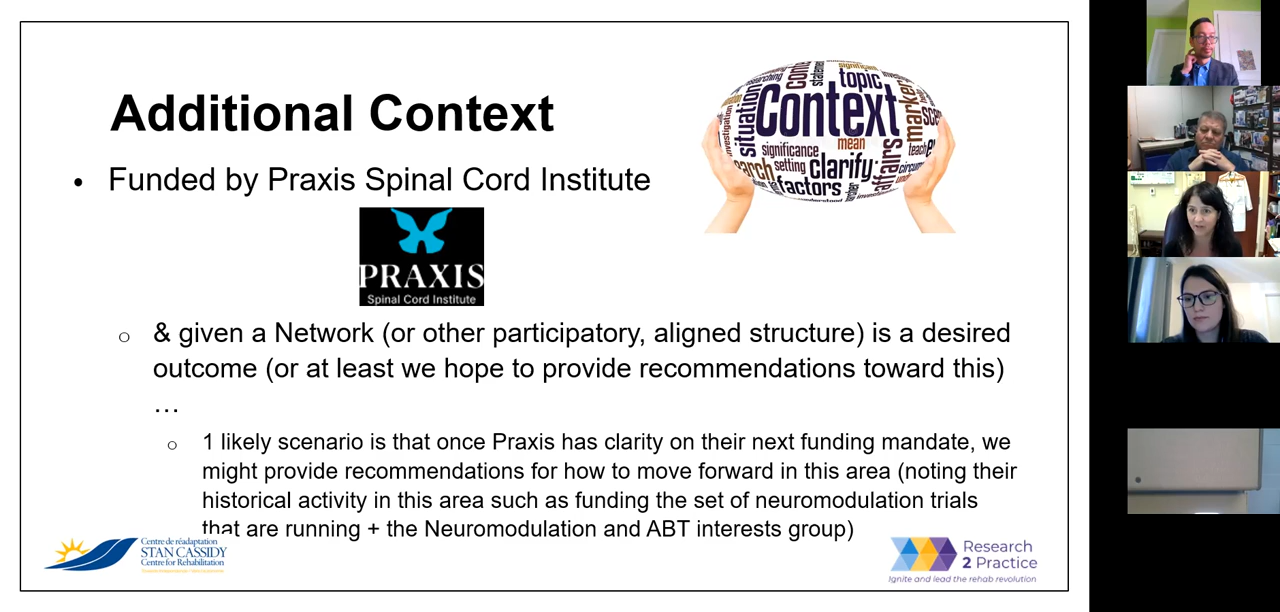 Additional Context
• Funded by Praxis Spinal Cord Institute
PRAXIS
Spinal Cord Institute
○ & given a Network (or other participatory, aligned structure) is a desired
outcome (or at least we hope to provide recommendations toward this)
…
○ 1 likely scenario is that once Praxis has clarity on their next funding mandate, we
might provide recommendations for how to move forward in this area (noting their
historical activity in this area such as funding the set of neuromodulation trials
that are running + the Neuromodulation and ABT interests group)
situation
topic
Context
market
significance
mean
teach
setting
clarify
affairs
factors
Centre de réadaptation
STAN CASSIDY
Centre for Rehabilitation
Research
2 Practice
Ignite and lead the rehab revolution